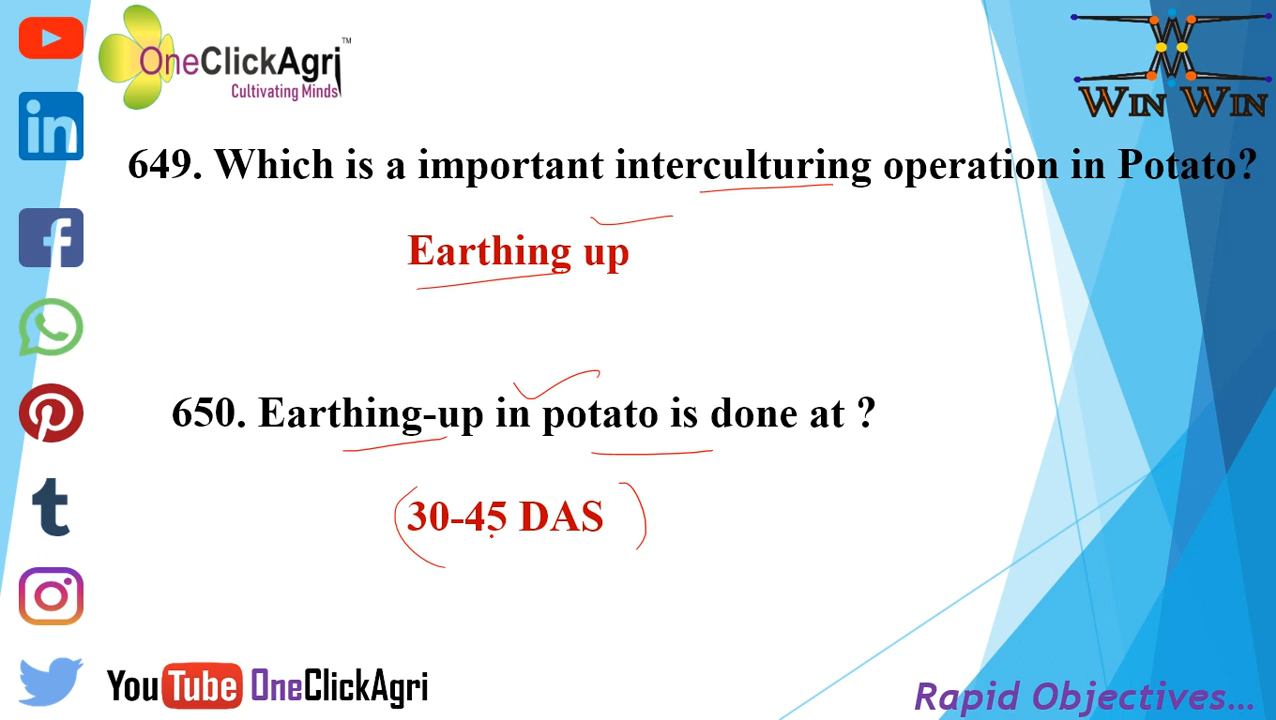 OneClickAgri™
Cultivating Minds
WIN WIN
649. Which is a important interculturing operation in Potato?
Earthing up
650. Earthing-up in potato is done at ?
30-45 DAS
YouTube OneClickAgri
Rapid Objectives...